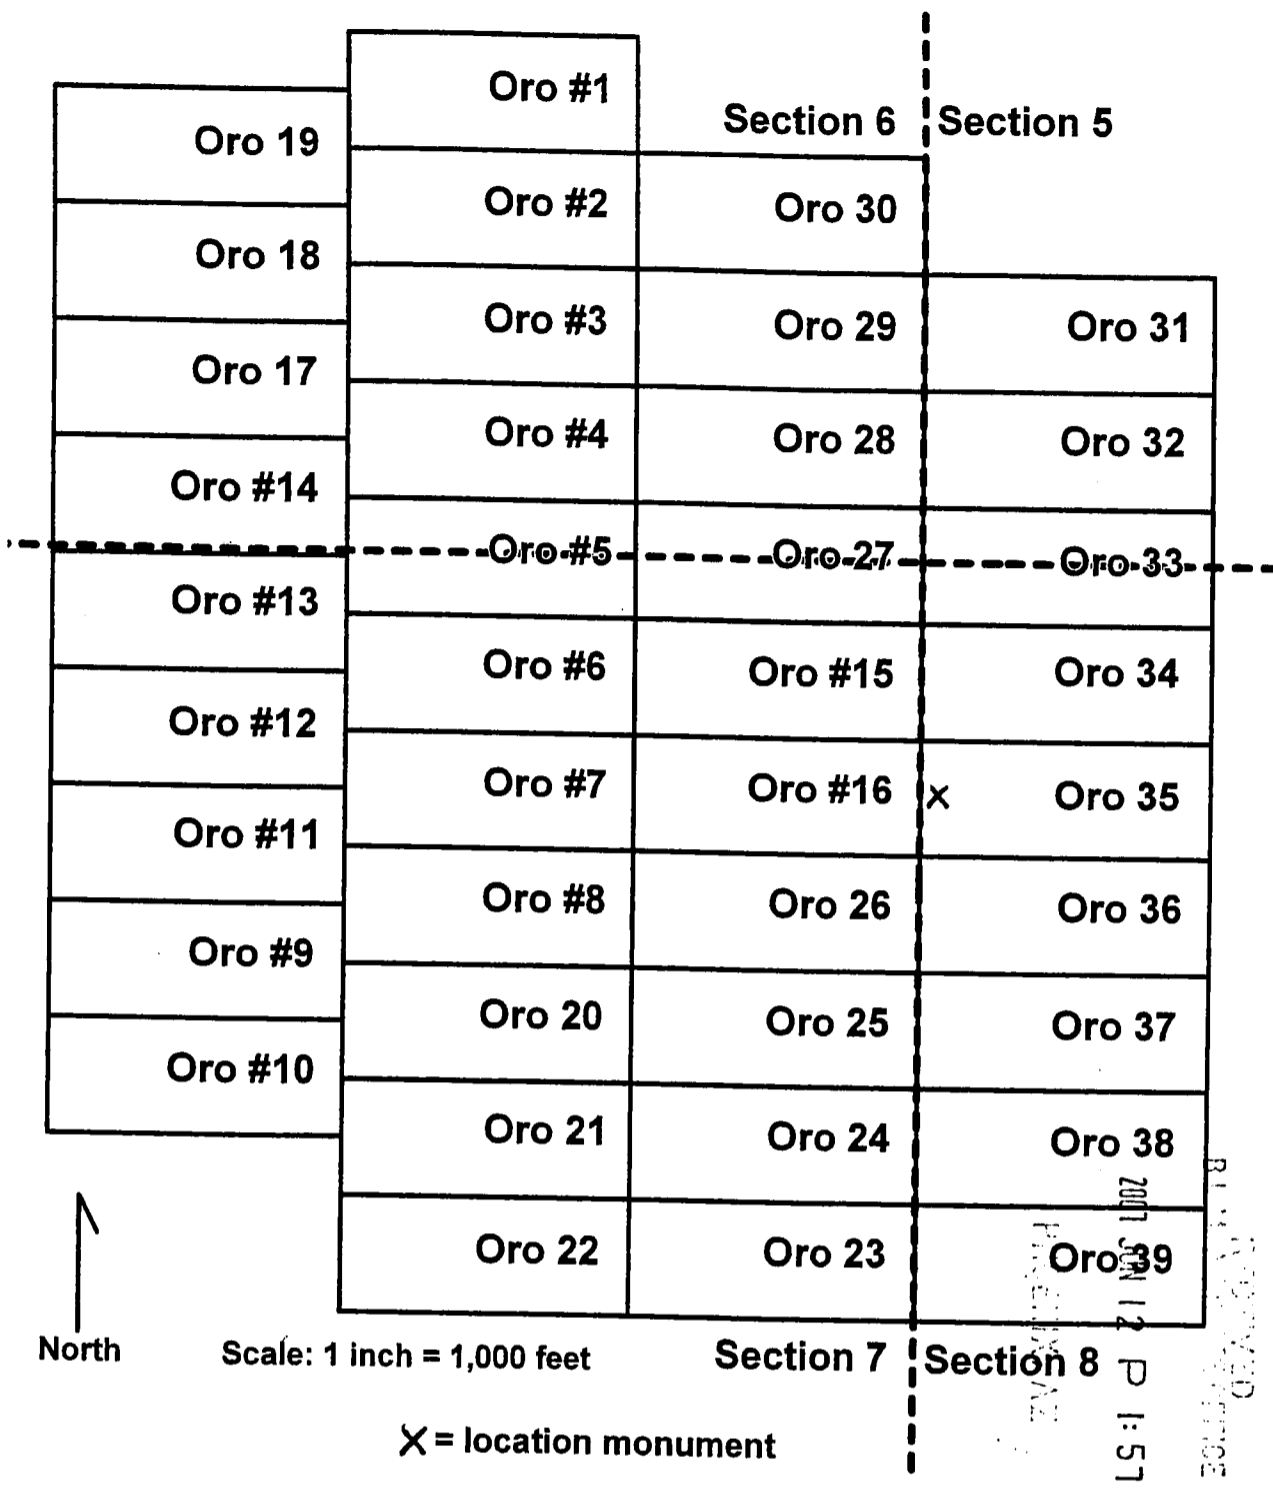 Oro #1
Section 6 Section 5
Oro 19
Oro #2 Oro 30
Oro 18
Oro #3 Oro 29 Oro 31
Oro 17
Oro #4 Oro 28 Oro 32
Oro #14
Oro #5 Oro 27 Oro 33
Oro #13
Oro #6 Oro #15 Oro 34
Oro #12
Oro #7 Oro #16 X Oro 35
Oro #11
Oro #8 Oro 26 Oro 36
Oro #9
Oro 20 Oro 25 Oro 37
Oro #10
Oro 21 Oro 24 Oro 38
Oro 22 Oro 23 Oro 39
North
Scale: 1 inch = 1,000 feet
Section 7 Section 8
X = location monument
2007 JUN 12 P 1:57